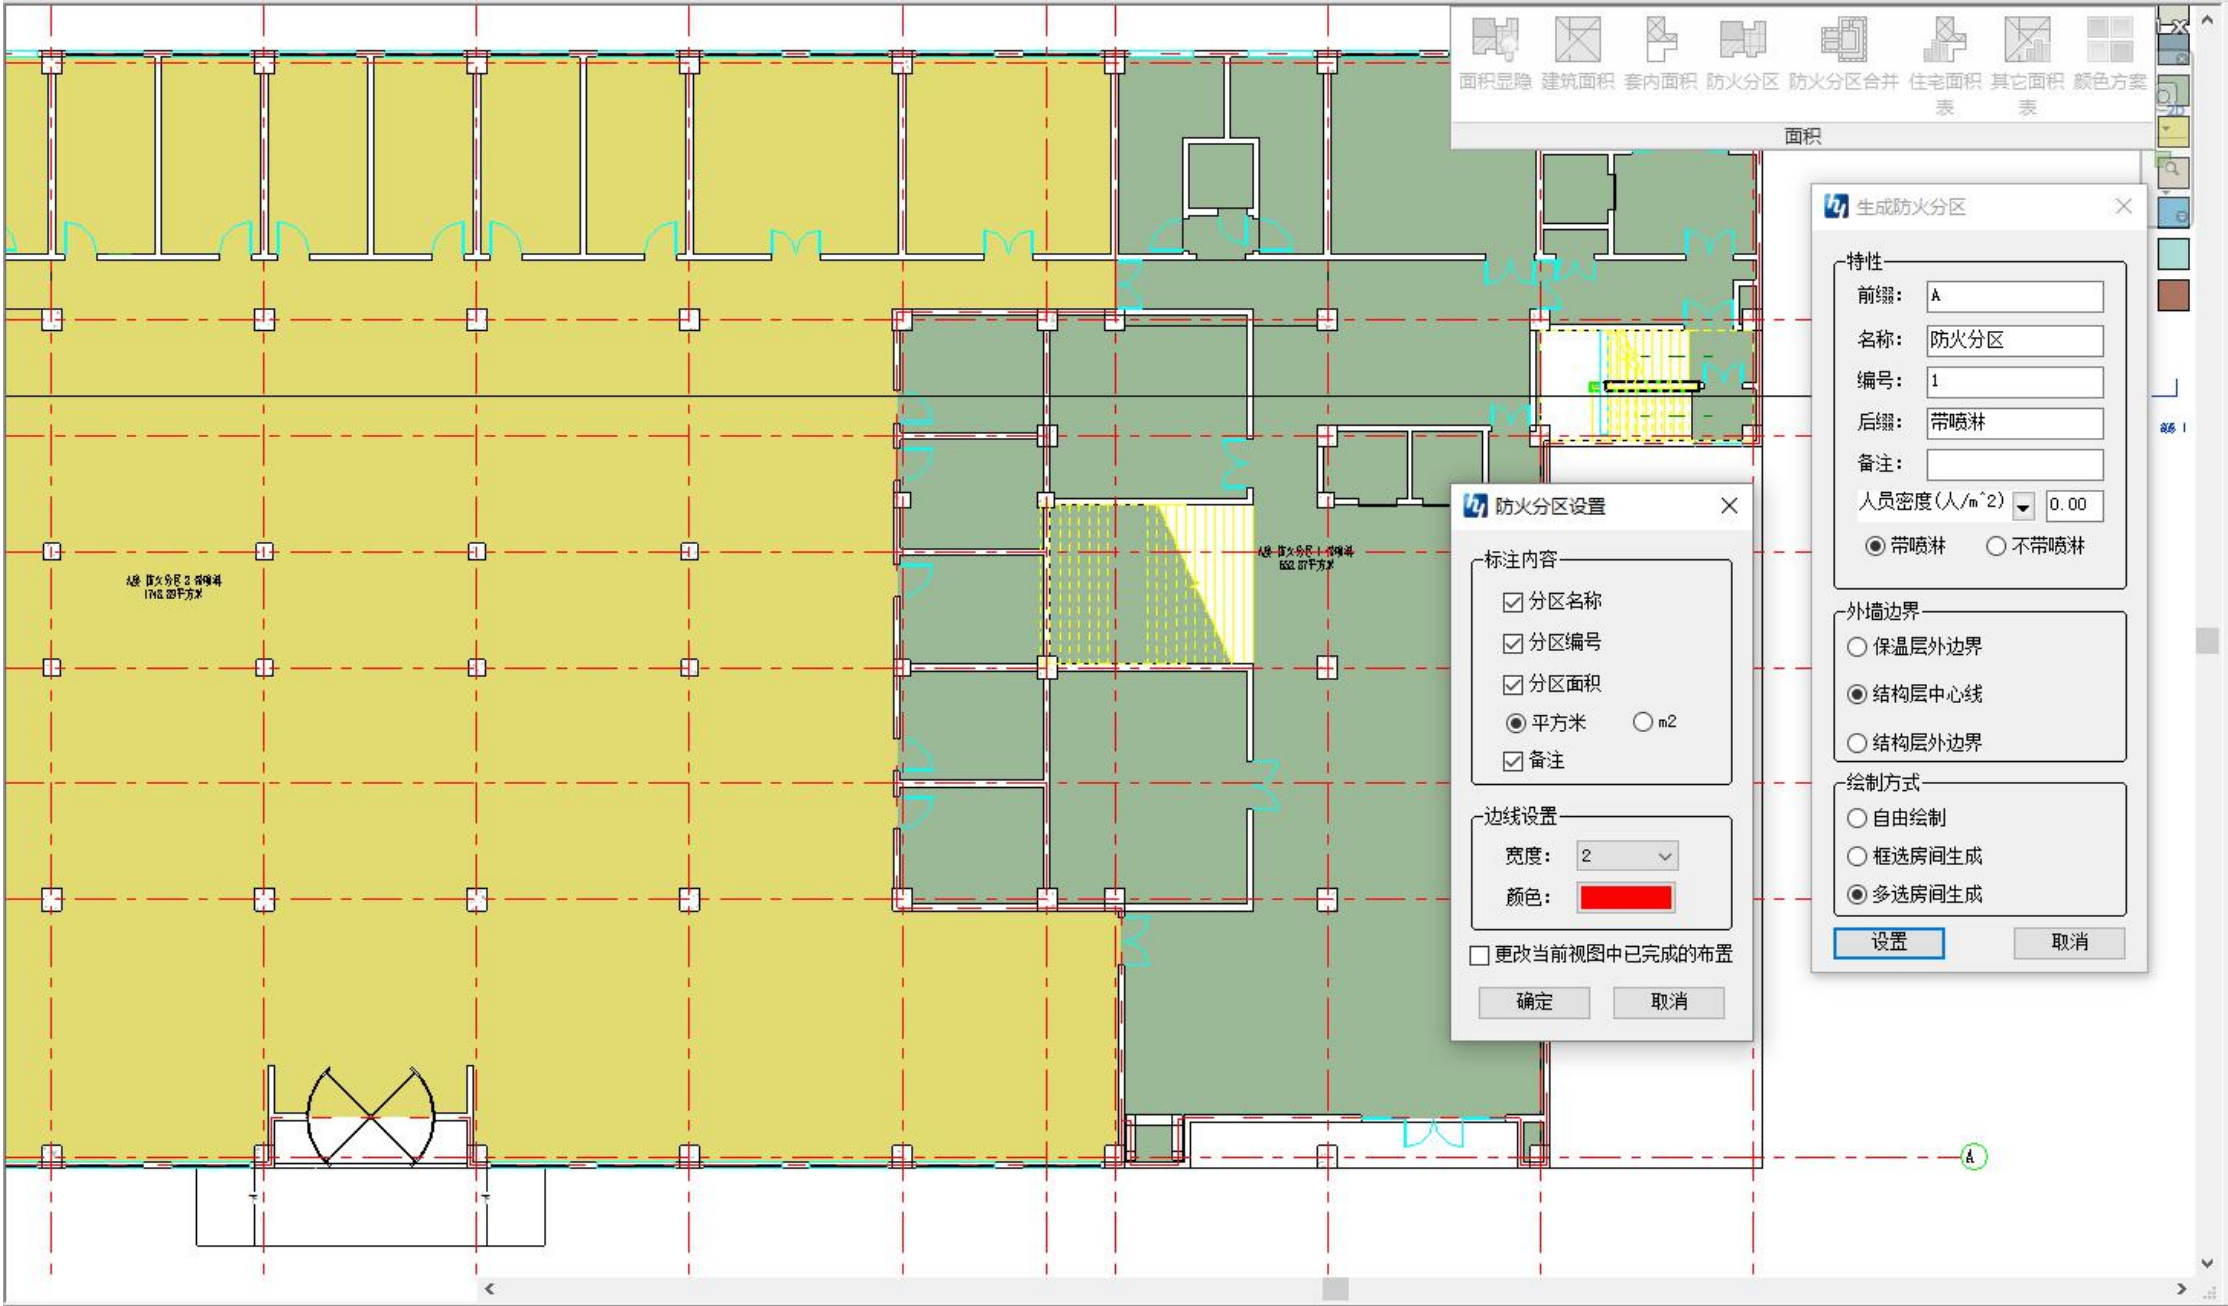 面积显隐 建筑面积 套内面积 防火分区 防火分区合并 住宅面积表 其它面积表 颜色方案
面积
2D
生成防火分区
特性
前缀： A
名称： 防火分区
编号： 1
后缀： 带喷淋
备注：
人员密度(人/m^2) 0.00
带喷淋 不带喷淋
外墙边界
保温层外边界
结构层中心线
结构层外边界
绘制方式
自由绘制
框选房间生成
多选房间生成
设置 取消
防火分区设置
标注内容
分区名称
分区编号
分区面积
平方米 m2
备注
边线设置
宽度： 2
颜色：
更改当前视图中已完成的布置
确定 取消
A